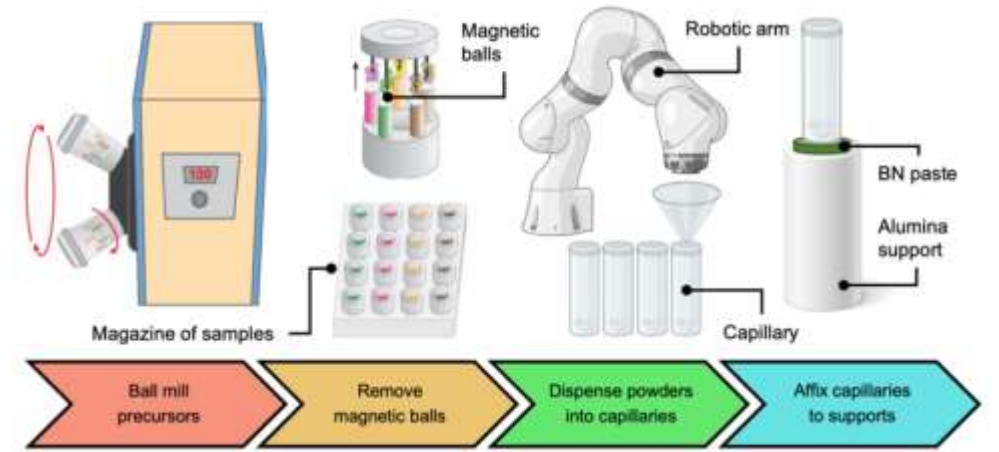 Magnetic
balls
Robotic arm
100
BN paste
Alumina
support
Magazine of samples
Capillary
Ball mill
precursors
Remove
magnetic balls
Dispense powders
into capillaries
Affix capillaries
to supports